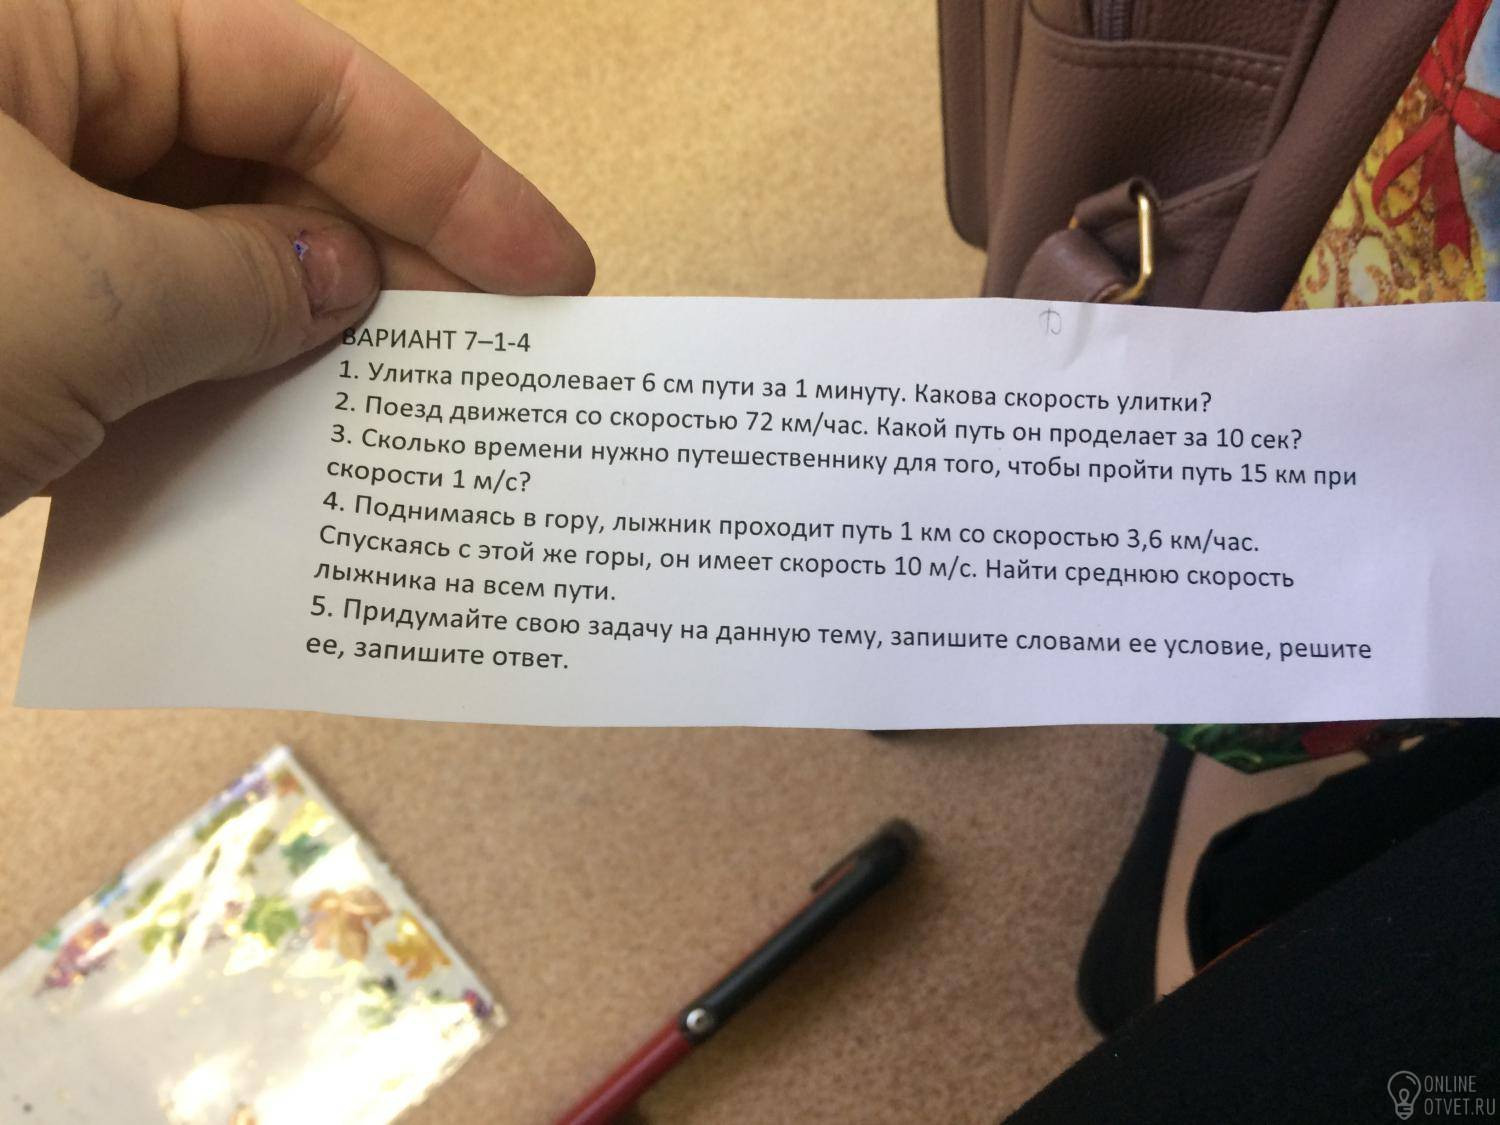 ВАРИАНТ 7–1-4
1. Улитка преодолевает 6 см пути за 1 минуту. Какова скорость улитки?
2. Поезд движется со скоростью 72 км/час. Какой путь он проделает за 10 сек?
3. Сколько времени нужно путешественнику для того, чтобы пройти путь 15 км при
скорости 1 м/с?
4. Поднимаясь в гору, лыжник проходит путь 1 км со скоростью 3,6 км/час.
Спускаясь с этой же горы, он имеет скорость 10 м/с. Найти среднюю скорость
лыжника на всем пути.
5. Придумайте свою задачу на данную тему, запишите словами ее условие, решите
ее, запишите ответ.
ONLINE
OTVET.RU